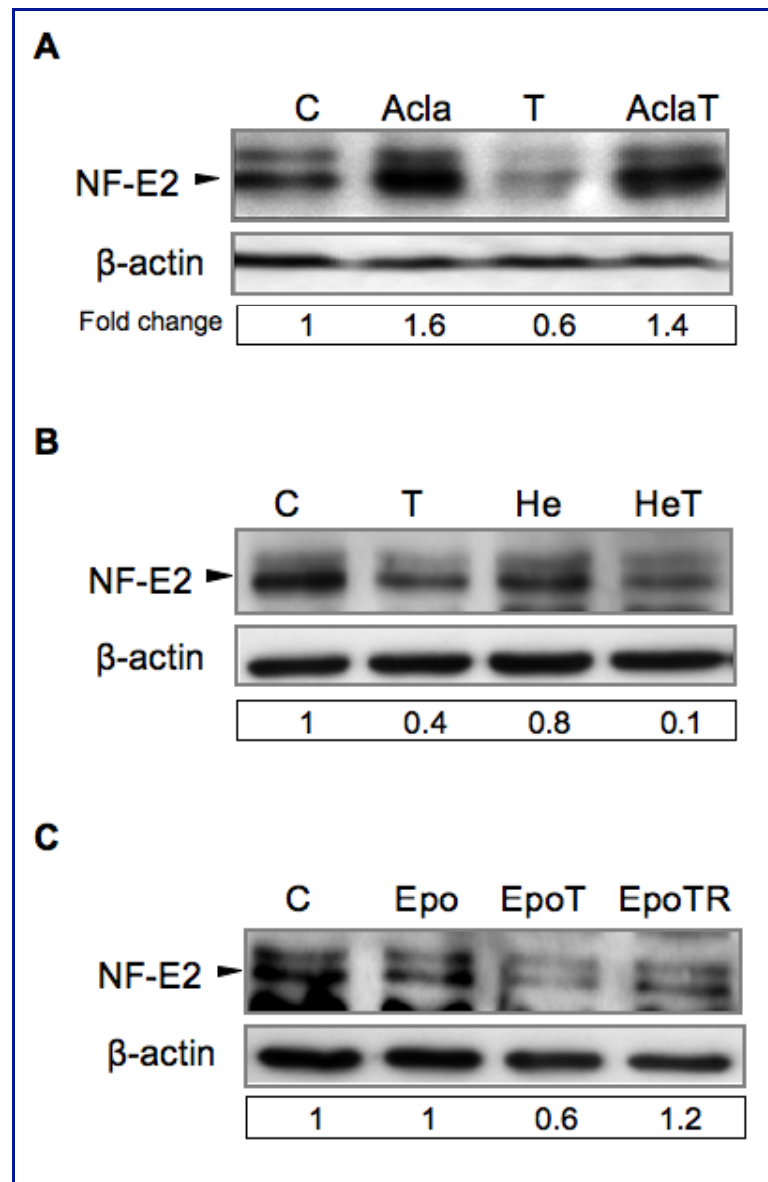 A
C Acla T AclaT
NF-E2
β-actin
Fold change 1 1.6 0.6 1.4
B
C T He HeT
NF-E2
β-actin
1 0.4 0.8 0.1
C
C Epo EpoT EpoTR
NF-E2
β-actin
1 1 0.6 1.2